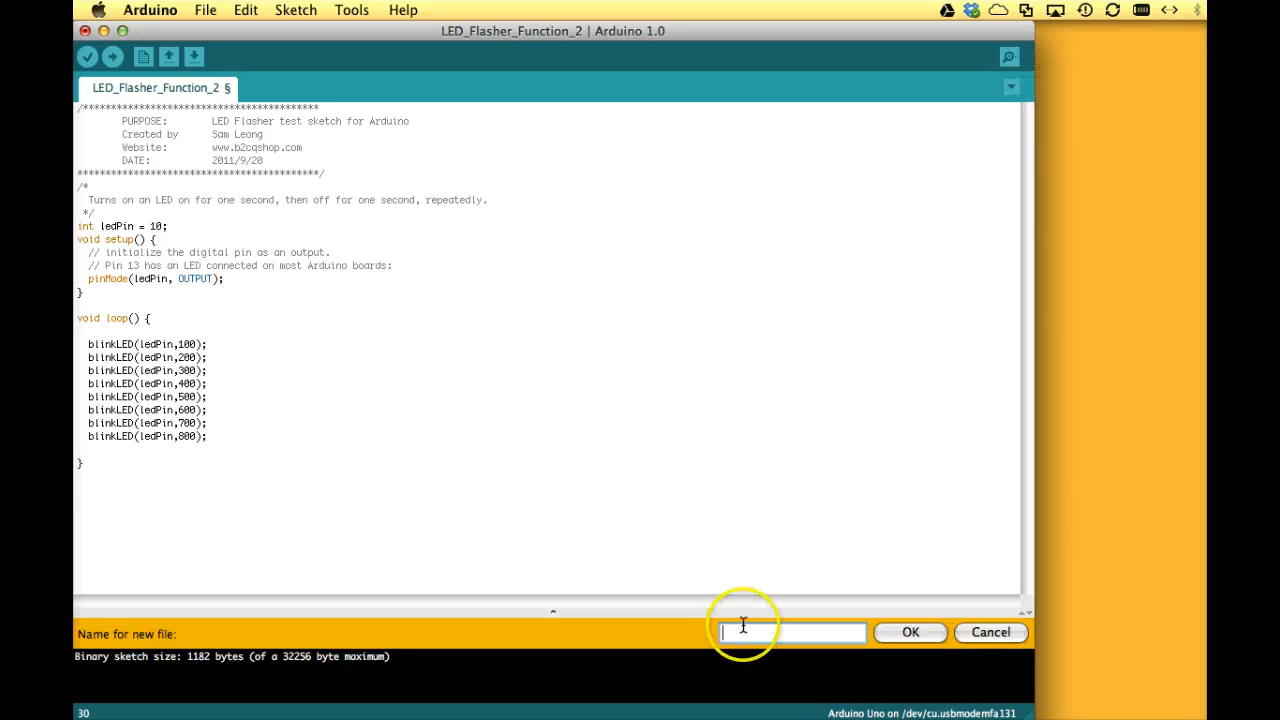 Arduino File Edit Sketch Tools Help
LED_Flasher_Function_2 | Arduino 1.0
LED_Flasher_Function_2 §
/******************************************
PURPOSE: LED Flasher test sketch for Arduino
Created by Sam Leong
Website: www.b2cqshop.com
DATE: 2011/9/20
*******************************************/
/*
Turns on an LED on for one second, then off for one second, repeatedly.
*/
int ledPin = 10;
void setup() {
// initialize the digital pin as an output.
// Pin 13 has an LED connected on most Arduino boards:
pinMode(ledPin, OUTPUT);
}
void loop() {
blinkLED(ledPin,100);
blinkLED(ledPin,200);
blinkLED(ledPin,300);
blinkLED(ledPin,400);
blinkLED(ledPin,500);
blinkLED(ledPin,600);
blinkLED(ledPin,700);
blinkLED(ledPin,800);
}
Name for new file: OK Cancel
Binary sketch size: 1182 bytes (of a 32256 byte maximum)
30 Arduino Uno on /dev/cu.usbmodemfa131